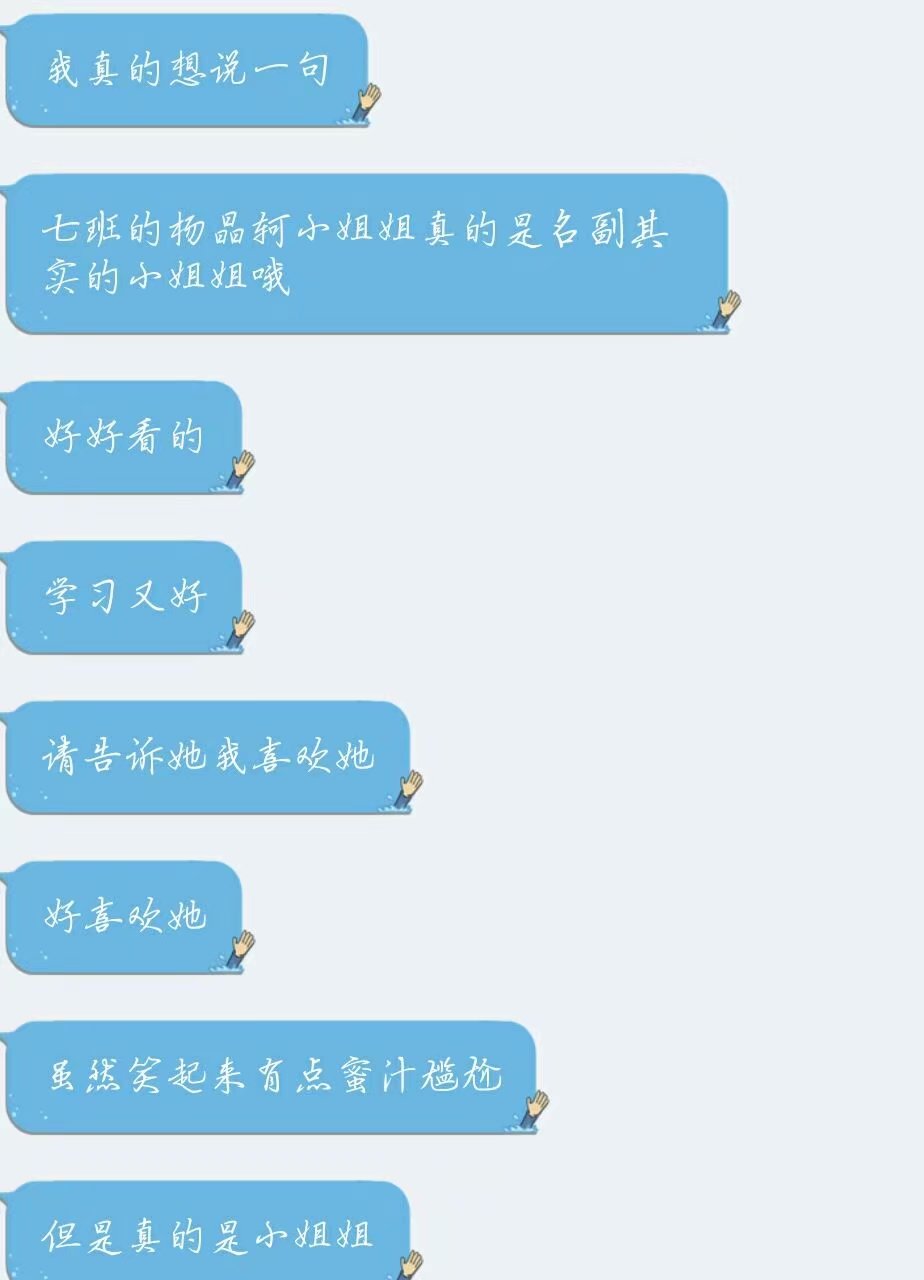 我真的想说一句
七班的杨晶轲小姐姐真的是名副其
实的小姐姐哦
好好看的
学习又好
请告诉她我喜欢她
好喜欢她
虽然笑起来有点蜜汁尴尬
但是真的是小姐姐